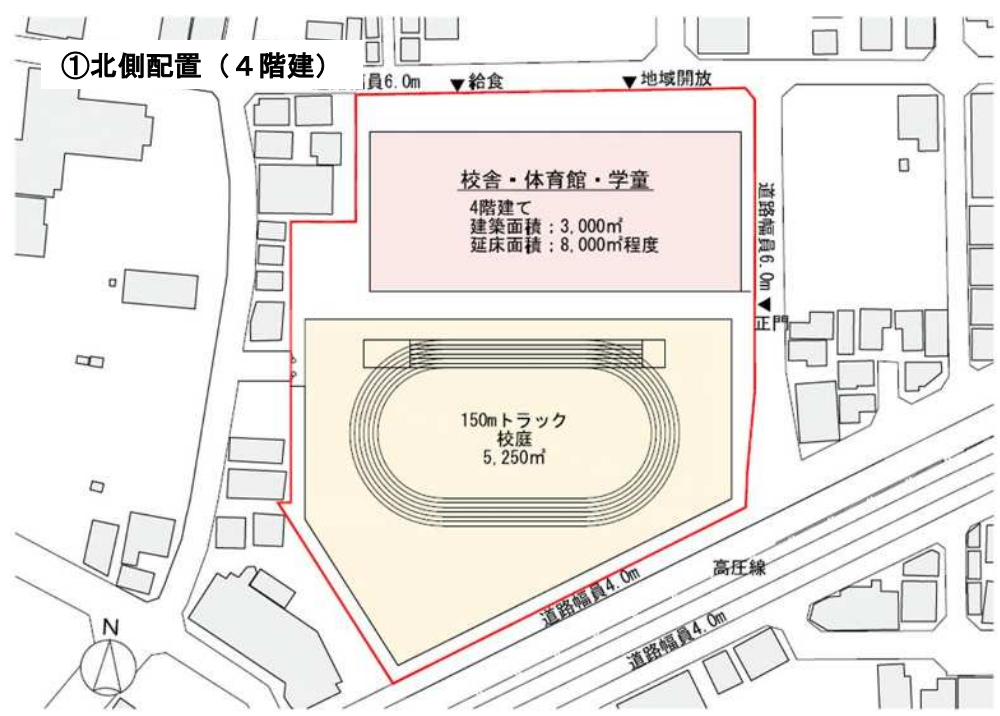 ①北側配置（４階建）
員6.0m
▼給食
▼地域開放
校舎・体育館・学童
4階建て
建築面積：3,000㎡
延床面積：8,000㎡程度
道路幅員6.0m
▼
正門
150mトラック
校庭
5,250㎡
高圧線
道路幅員4.0m
道路幅員4.0m
N